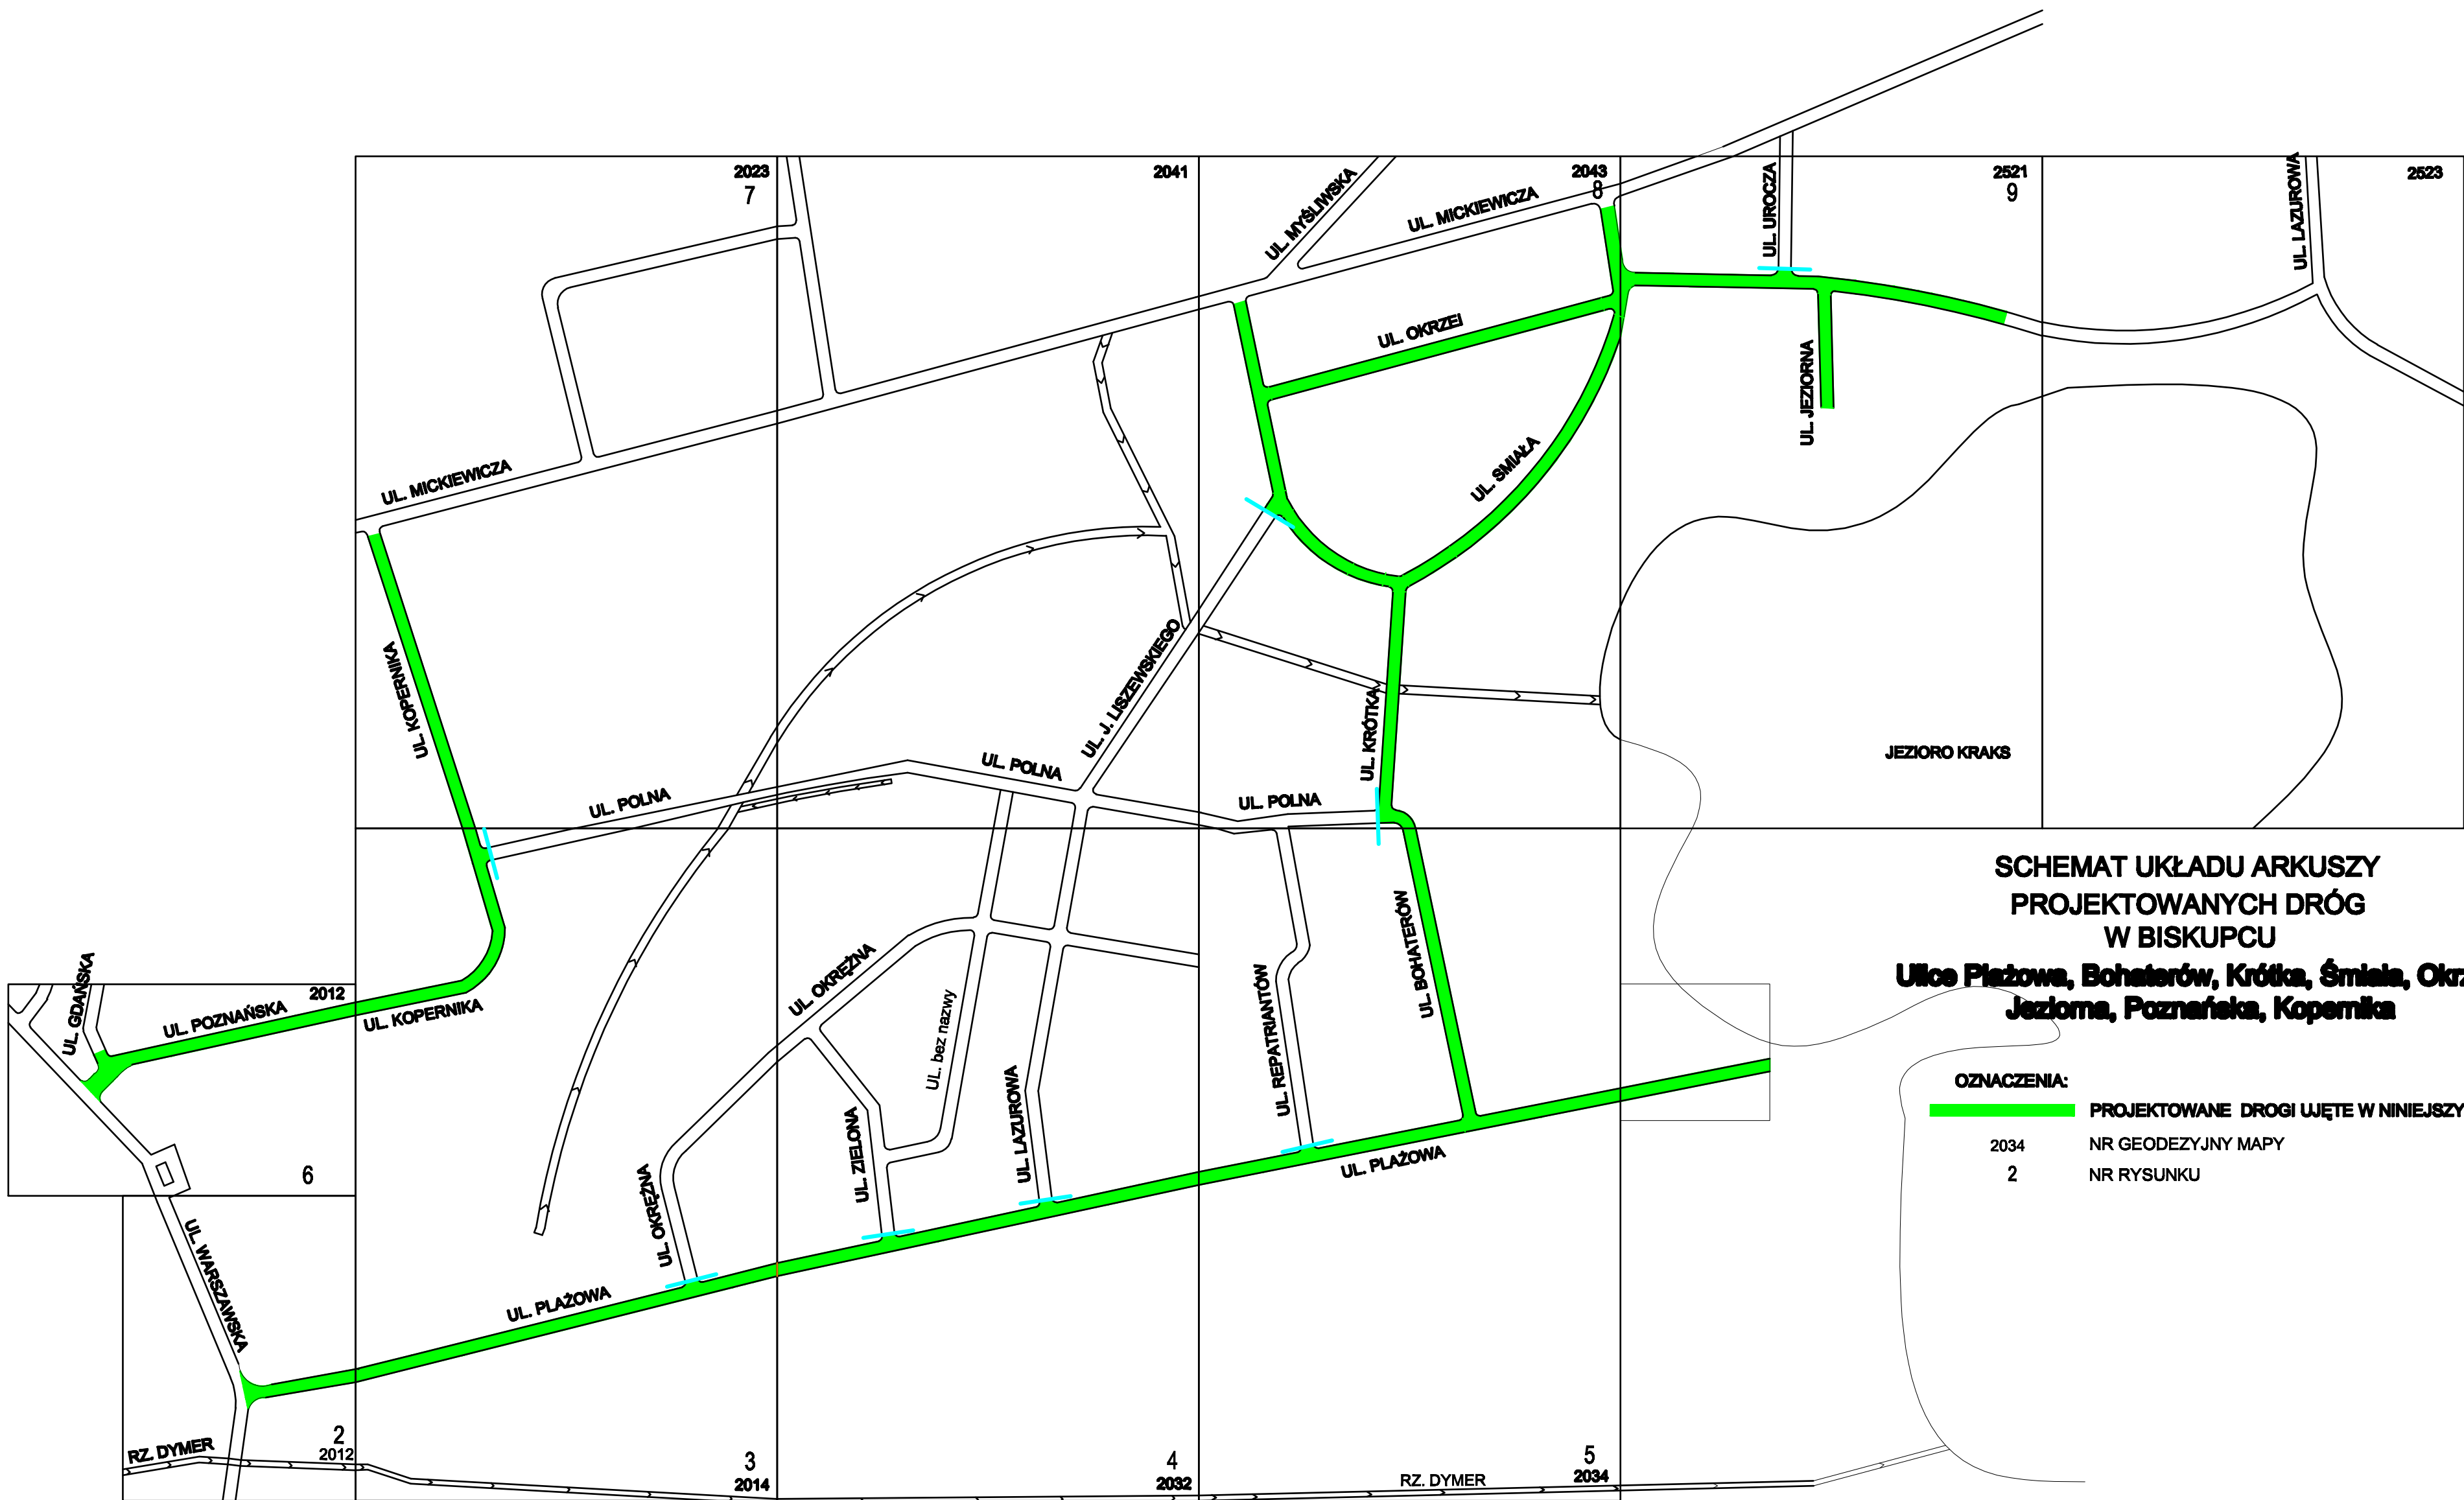 2023
7
2041
2043
8
2521
9
2523
UL. MYŚLIWSKA
UL. MICKIEWICZA
UL. UROCZA
UL. LAZUROWA
UL. OKRZEI
UL. JEZIORNA
UL. SMIAŁA
UL. MICKIEWICZA
UL. KOPERNIKA
UL. J. LISZEWSKIEGO
UL. KRÓTKA
JEZIORO KRAKS
UL. POLNA
UL. POLNA
UL. POLNA
SCHEMAT UKŁADU ARKUSZY
PROJEKTOWANYCH DRÓG
W BISKUPCU
Ulice Plażowa, Bohaterów, Krótka, Śmiała, Okrz
Jeziorna, Poznańska, Kopernika
UL. GDAŃSKA
2012
UL. POZNAŃSKA
UL. KOPERNIKA
UL. OKRĘŻNA
UL. bez nazwy
UL. BOHATERÓW
UL. REPATRIANTÓW
UL. LAZUROWA
UL. ZIELONA
UL. OKRĘŻNA
OZNACZENIA:
PROJEKTOWANE DROGI UJĘTE W NINIEJSZY
2034 NR GEODEZYJNY MAPY
2 NR RYSUNKU
6
UL. PLAŻOWA
UL. WARSZAWSKA
UL. PLAŻOWA
RZ. DYMER
2
2012
3
2014
4
2032
RZ. DYMER
5
2034